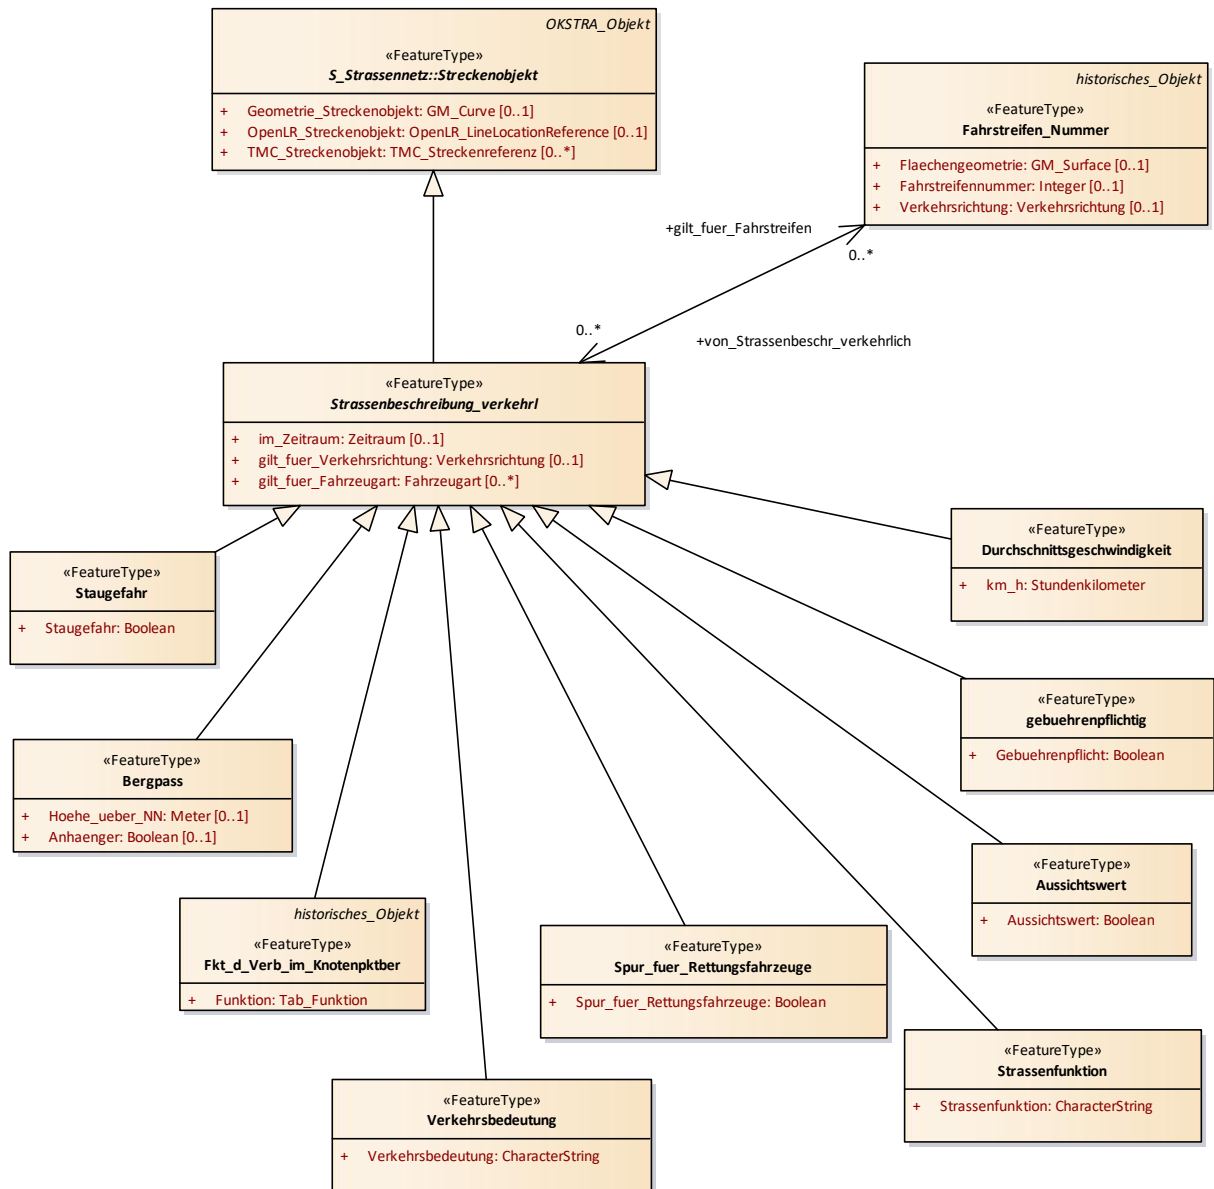 OKSTRA_Objekt
«FeatureType»
S_Strassennetz::Streckenobjekt
+ Geometrie_Streckenobjekt: GM_Curve [0..1]
+ OpenLR_Streckenobjekt: OpenLR_LineLocationReference [0..1]
+ TMC_Streckenobjekt: TMC_Streckenreferenz [0..*]
historisches_Objekt
«FeatureType»
Fahrstreifen_Nummer
+ Flaechengeometrie: GM_Surface [0..1]
+ Fahrstreifennummer: Integer [0..1]
+ Verkehrsrichtung: Verkehrsrichtung [0..1]
+gilt_fuer_Fahrstreifen
0..*
0..*
+von_Strassenbeschr_verkehrlich
«FeatureType»
Strassenbeschreibung_verkehrl
+ im_Zeitraum: Zeitraum [0..1]
+ gilt_fuer_Verkehrsrichtung: Verkehrsrichtung [0..1]
+ gilt_fuer_Fahrzeugart: Fahrzeugart [0..*]
«FeatureType»
Durchschnittsgeschwindigkeit
+ km_h: Stundenkilometer
«FeatureType»
Staugefahr
+ Staugefahr: Boolean
«FeatureType»
gebuehrenpflichtig
+ Gebuehrenpflicht: Boolean
«FeatureType»
Bergpass
+ Hoehe_ueber_NN: Meter [0..1]
+ Anhaenger: Boolean [0..1]
«FeatureType»
Aussichtswert
+ Aussichtswert: Boolean
historisches_Objekt
«FeatureType»
Fkt_d_Verb_im_Knotenpktber
+ Funktion: Tab_Funktion
«FeatureType»
Spur_fuer_Rettungsfahrzeuge
+ Spur_fuer_Rettungsfahrzeuge: Boolean
«FeatureType»
Strassenfunktion
+ Strassenfunktion: CharacterString
«FeatureType»
Verkehrsbedeutung
+ Verkehrsbedeutung: CharacterString